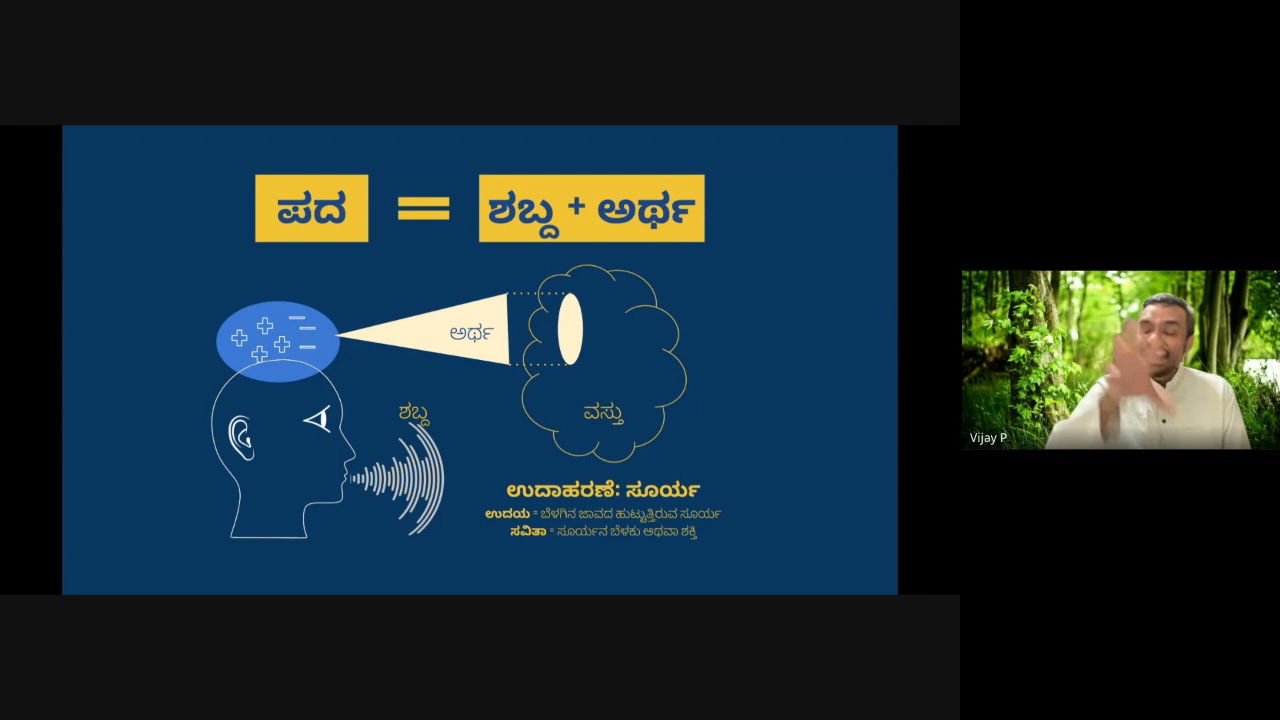 ಪದ = ಶಬ್ದ + ಅರ್ಥ
ಅರ್ಥ
ಶಬ್ದ
ವಸ್ತು
ಉದಾಹರಣೆ: ಸೂರ್ಯ
ಉದಯ = ಬೆಳಗಿನ ಜಾವದ ಹುಟ್ಟುತ್ತಿರುವ ಸೂರ್ಯ
ಸವಿತಾ = ಸೂರ್ಯನ ಬೆಳಕು ಅಥವಾ ಶಕ್ತಿ
Vijay P